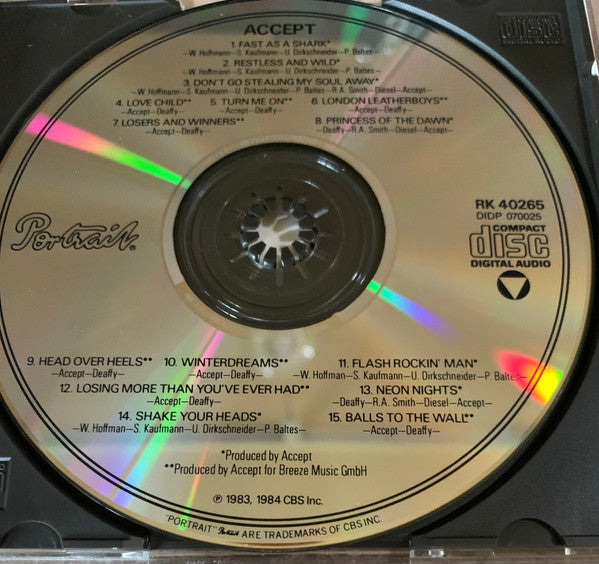 ACCEPT
1. FAST AS A SHARK*
—W. Hoffmann—S. Kaufmann—U. Dirkschneider—P. Baltes—
2. RESTLESS AND WILD*
—W. Hoffmann—S. Kaufmann—U. Dirkschneider—P. Baltes—
3. DON'T GO STEALING MY SOUL AWAY*
—W. Hoffmann—S. Kaufmann—U. Dirkschneider—P. Baltes—R.A. Smith—Diesel—Accept—
4. LOVE CHILD** 5. TURN ME ON** 6. LONDON LEATHERBOYS**
—Accept—Deaffy— —Accept—Deaffy— —Accept—Deaffy—
7. LOSERS AND WINNERS** 8. PRINCESS OF THE DAWN*
—Accept—Deaffy— —Deaffy—R.A. Smith—Diesel—Accept—
Portrait®
RK 40265
DIDP 070025
COMPACT
disc
DIGITAL AUDIO
9. HEAD OVER HEELS** 10. WINTERDREAMS** 11. FLASH ROCKIN' MAN*
—Accept—Deaffy— —Accept—Deaffy— —W. Hoffman—S. Kaufmann—U. Dirkschneider—P. Baltes—
12. LOSING MORE THAN YOU'VE EVER HAD** 13. NEON NIGHTS*
—Accept—Deaffy— —Deaffy—R.A. Smith—Diesel—Accept—
14. SHAKE YOUR HEADS* 15. BALLS TO THE WALL**
—W. Hoffman—S. Kaufmann—U. Dirkschneider—P. Baltes— —Accept—Deaffy—
*Produced by Accept
**Produced by Accept for Breeze Music GmbH
℗ 1983, 1984 CBS Inc.
"PORTRAIT" ARE TRADEMARKS OF CBS INC.
COMPACT
disc
DIGITAL AUDIO